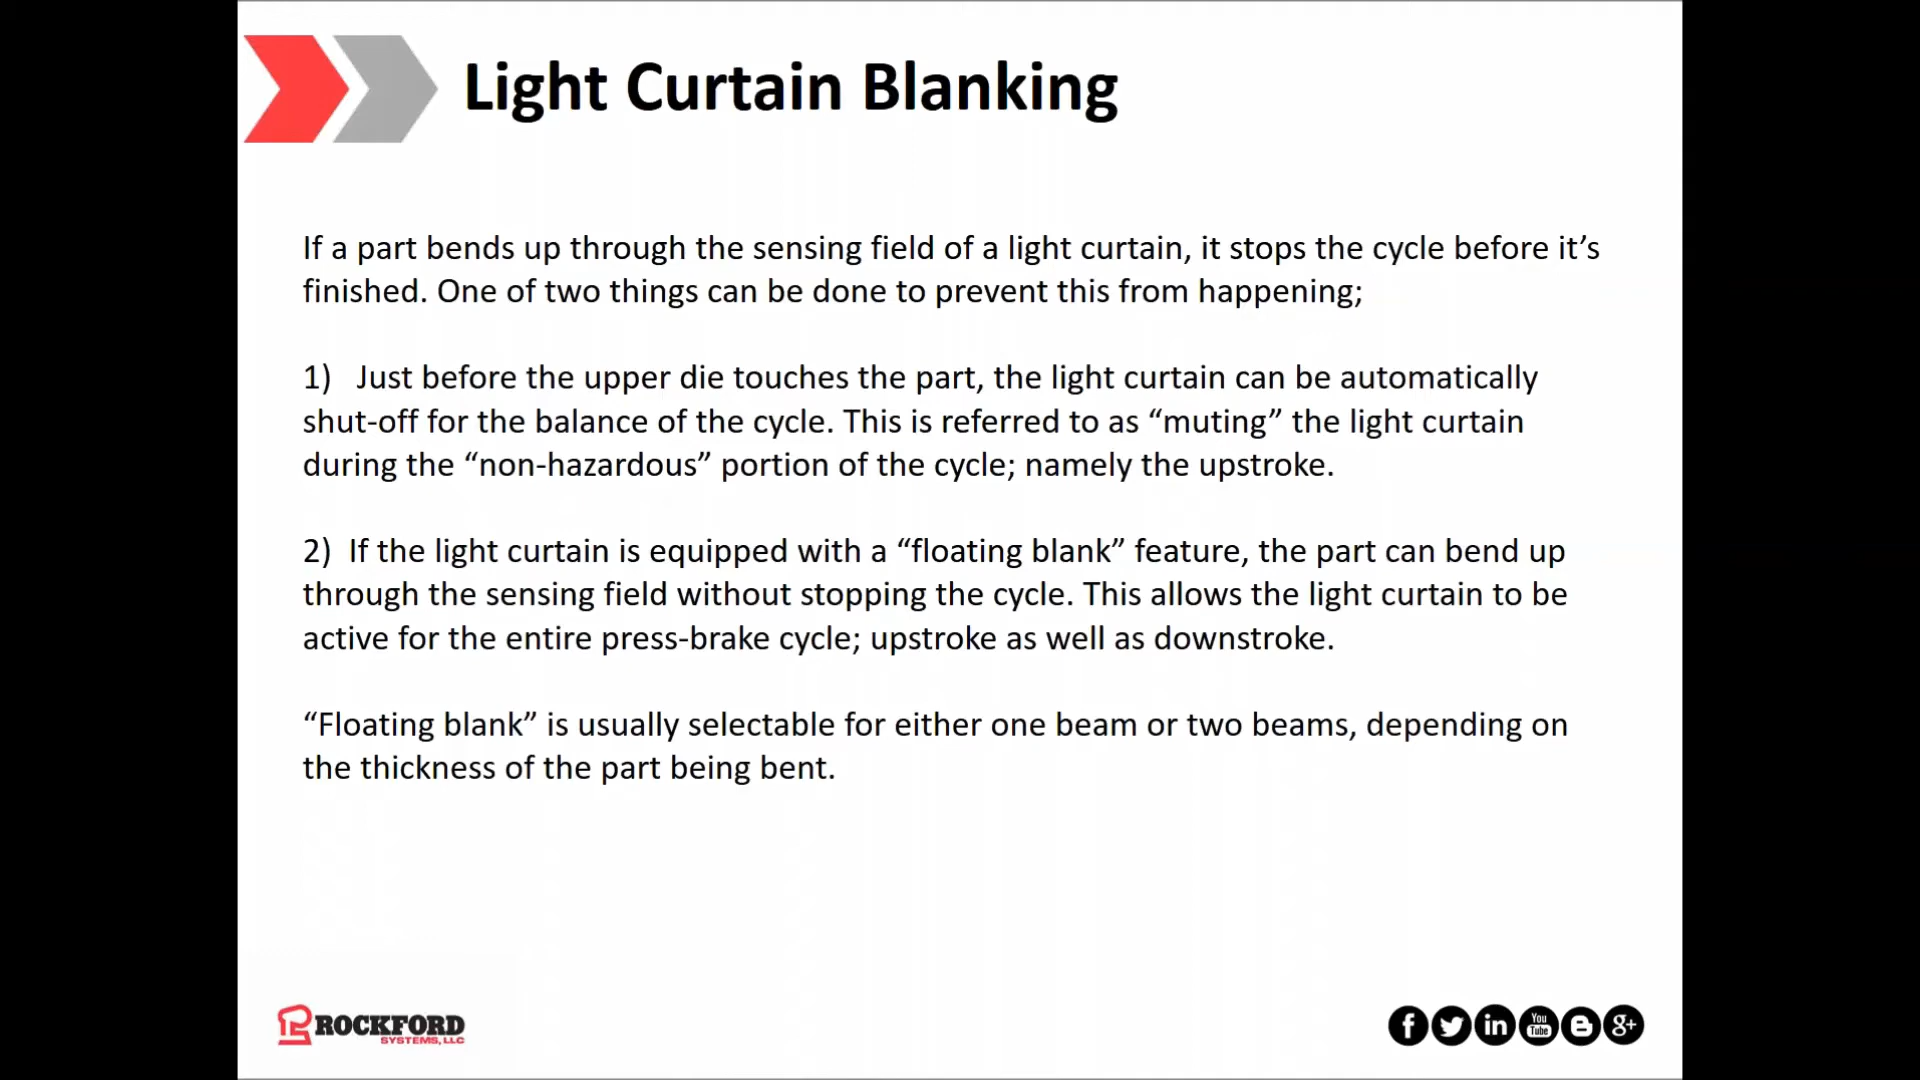 Light Curtain Blanking
If a part bends up through the sensing field of a light curtain, it stops the cycle before it’s
finished. One of two things can be done to prevent this from happening;
1) Just before the upper die touches the part, the light curtain can be automatically
shut-off for the balance of the cycle. This is referred to as “muting” the light curtain
during the “non-hazardous” portion of the cycle; namely the upstroke.
2) If the light curtain is equipped with a “floating blank” feature, the part can bend up
through the sensing field without stopping the cycle. This allows the light curtain to be
active for the entire press-brake cycle; upstroke as well as downstroke.
“Floating blank” is usually selectable for either one beam or two beams, depending on
the thickness of the part being bent.
ROCKFORD
SYSTEMS, LLC
f in You Tube B g+